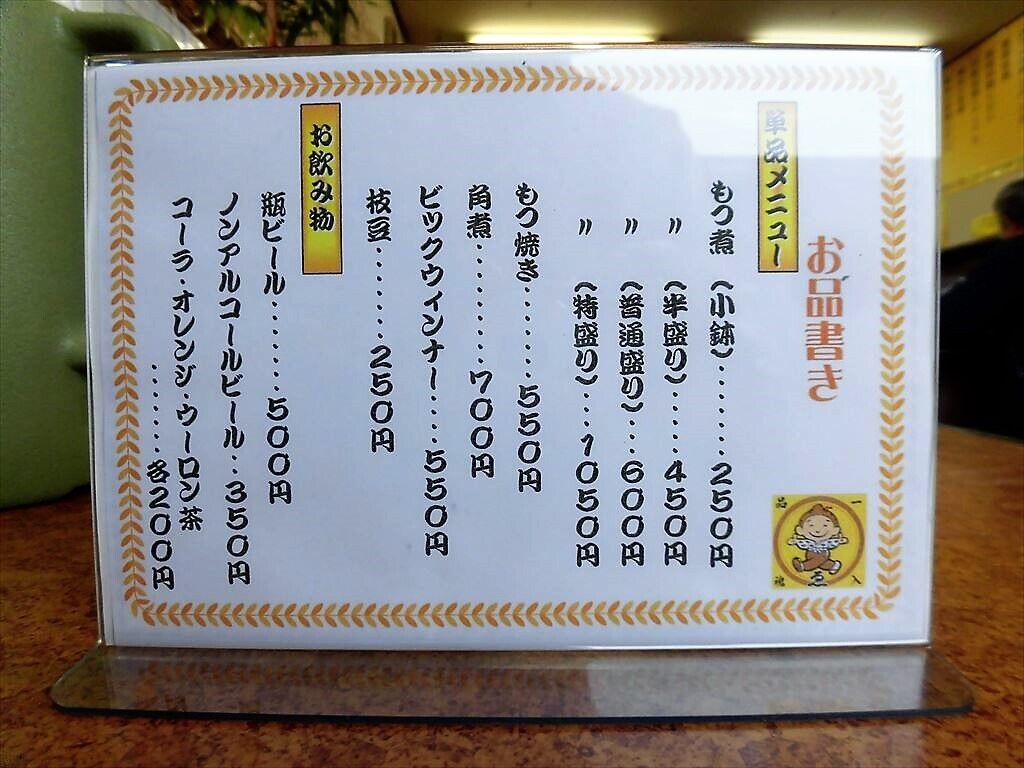 お品書き
単品メニュー
もつ煮 （小鉢）‥‥‥‥250円
〃 （半盛り）‥‥‥450円
〃 （普通盛り）‥‥600円
〃 （特盛り）‥‥1050円
もつ焼き‥‥‥‥550円
角煮‥‥‥‥‥700円
ビックウィンナー‥‥550円
枝豆‥‥‥‥250円
お飲み物
瓶ビール‥‥‥‥500円
ノンアルコールビール‥350円
コーラ・オレンジ・ウーロン茶
‥‥‥‥各200円
一品入魂
ゑ